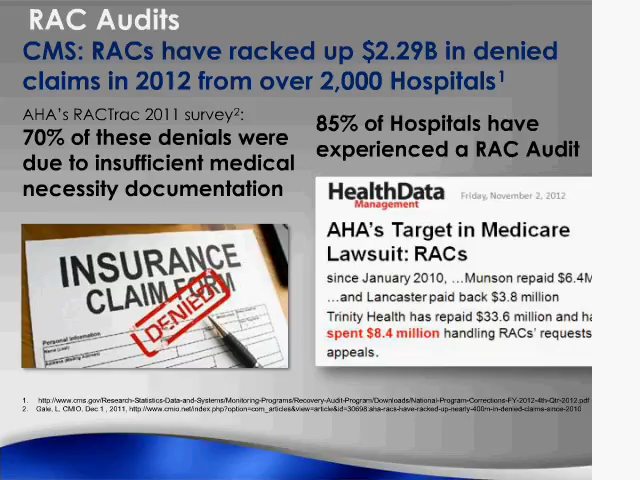 RAC Audits
CMS: RACs have racked up $2.29B in denied
claims in 2012 from over 2,000 Hospitals1
AHA's RACTrac 2011 survey2:
70% of these denials were
due to insufficient medical
necessity documentation
85% of Hospitals have
experienced a RAC Audit
INSURANCE
CLAIM FORM
DENIED
Personal Information
HealthData
Management
Friday, November 2, 2012
AHA's Target in Medicare
Lawsuit: RACs
since January 2010, …Munson repaid $6.4M
…and Lancaster paid back $3.8 million
Trinity Health has repaid $33.6 million and ha
spent $8.4 million handling RACs' requests
appeals.
1. http://www.cms.gov/Research-Statistics-Data-and-Systems/Monitoring-Programs/Recovery-Audit-Program/Downloads/National-Program-Corrections-FY-2012-4th-Qtr-2012.pdf
2. Gale, L, CMIO. Dec 1 , 2011, http://www.cmio.net/index.php?option=com_articles&view=article&id=30698:aha-racs-have-racked-up-nearly-400m-in-denied-claims-since-2010